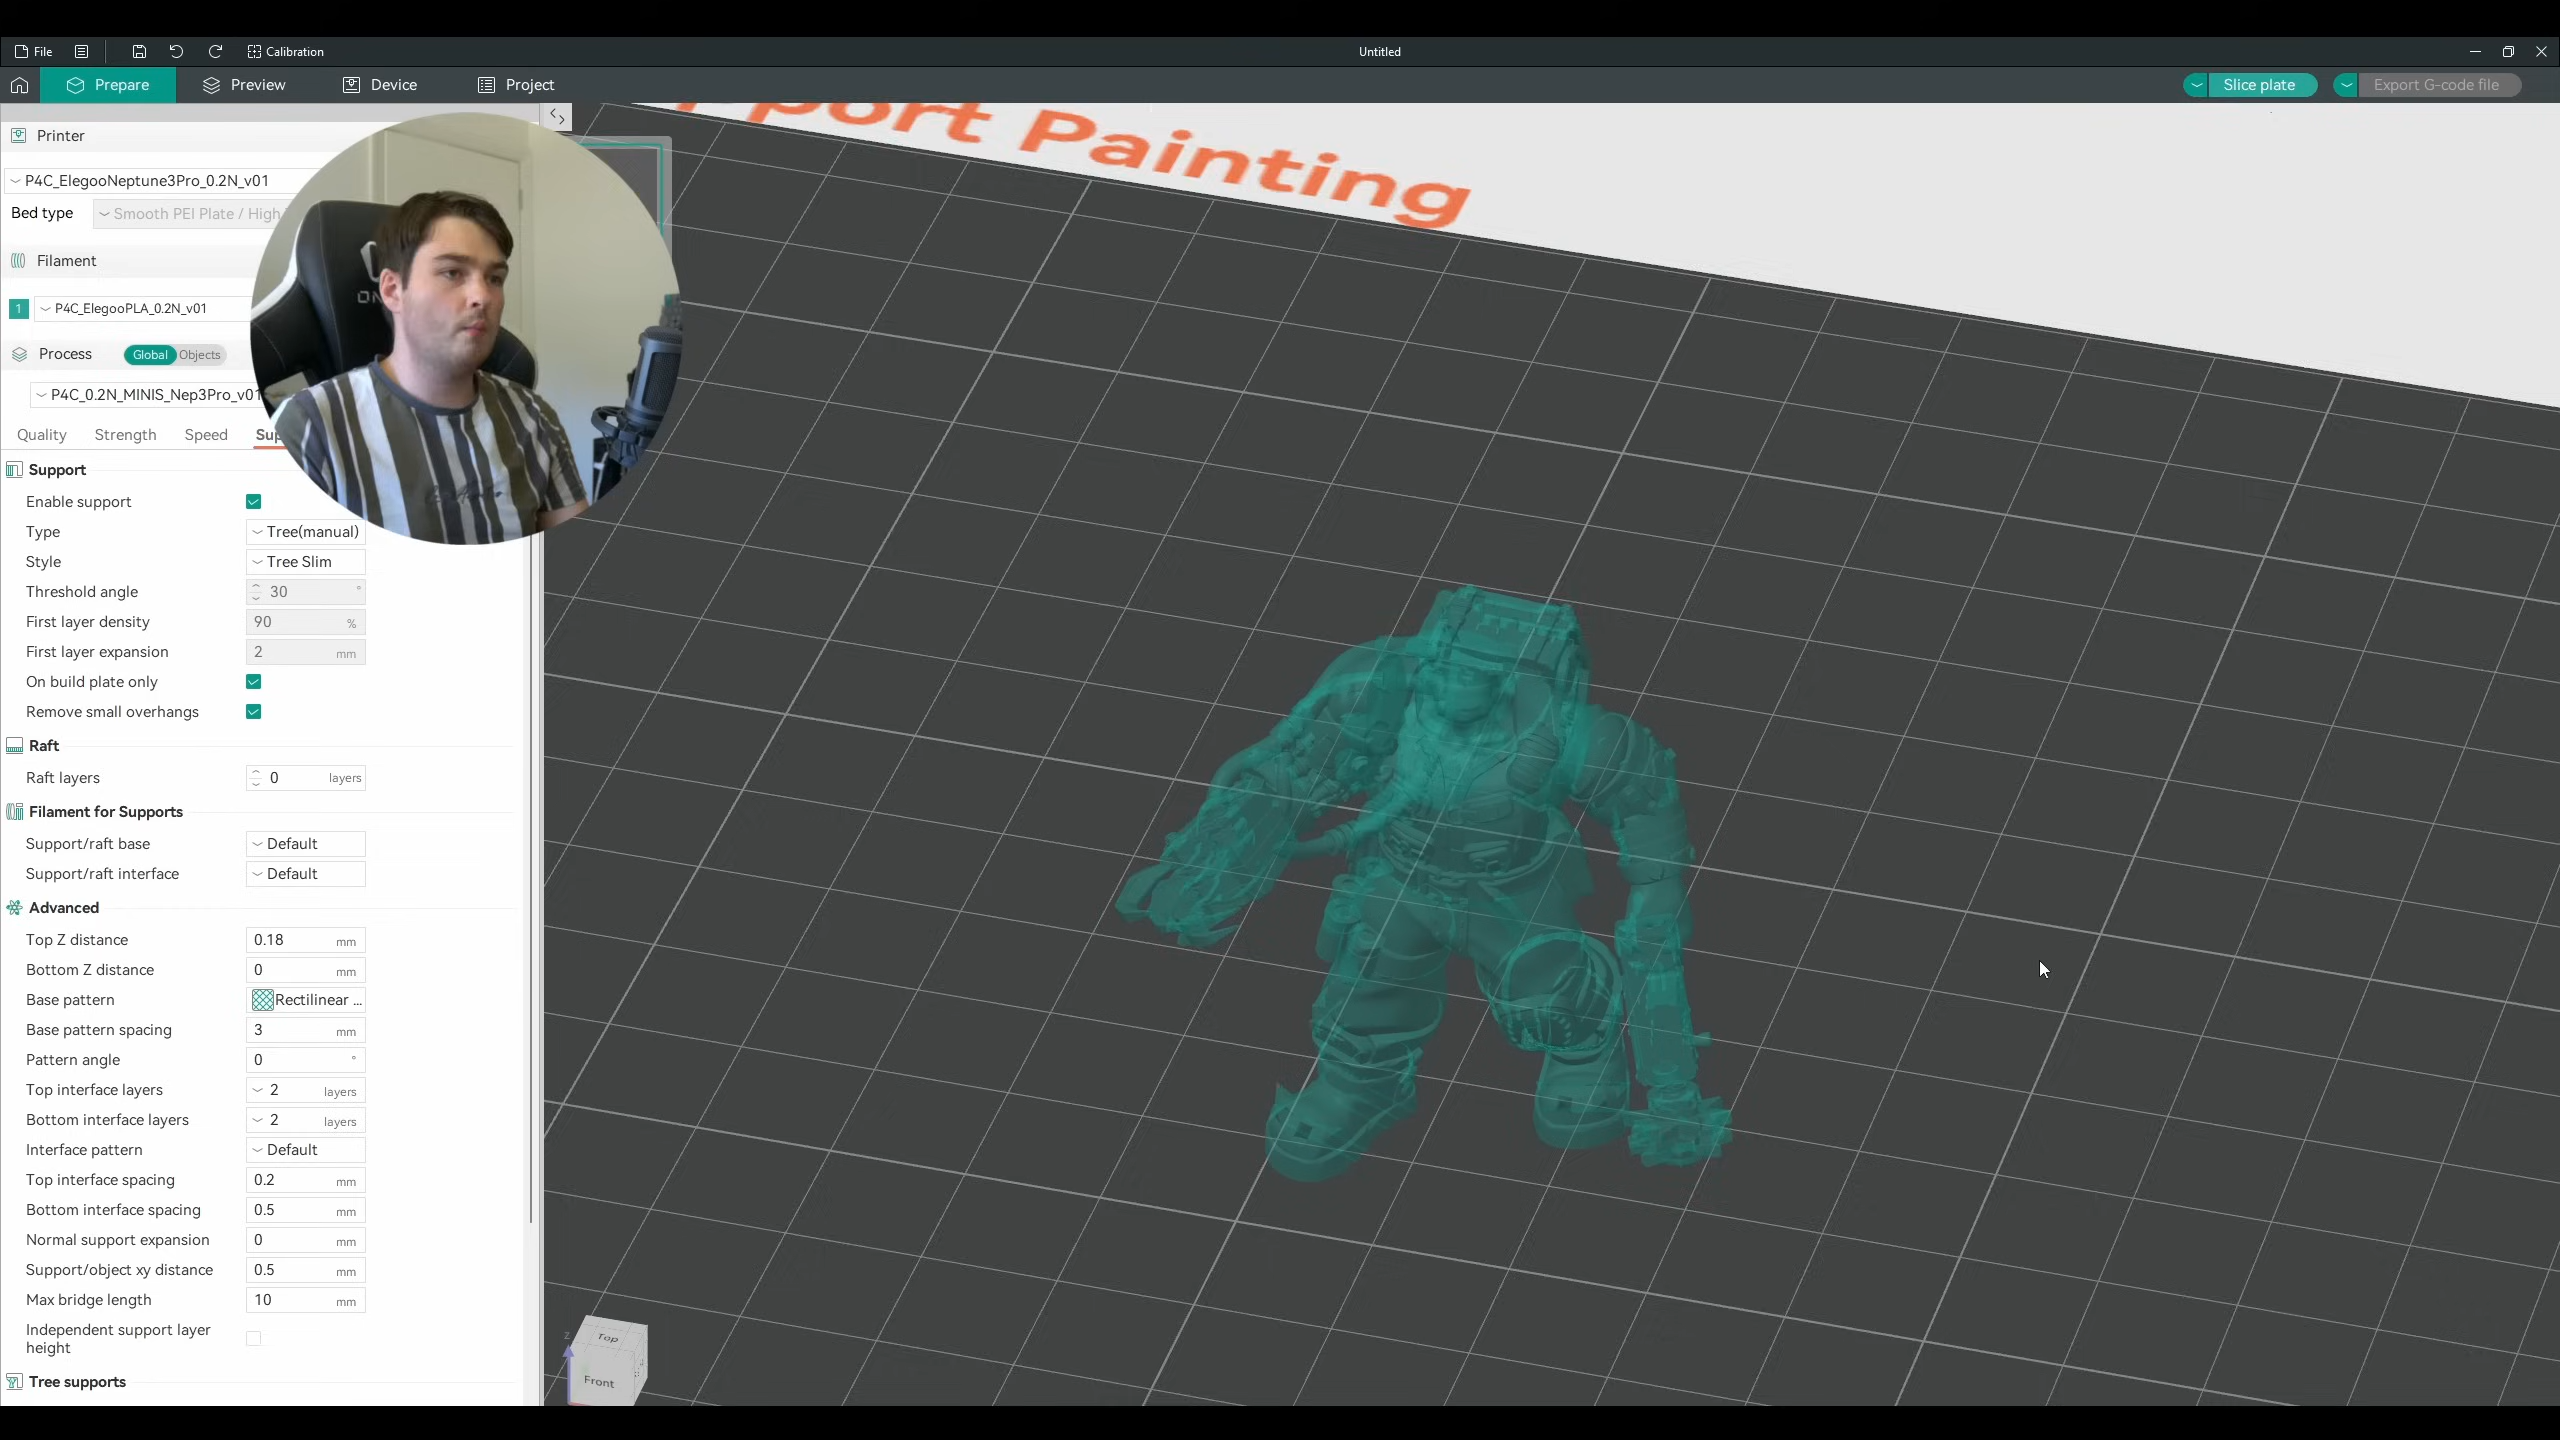 File
Calibration
Untitled
Prepare
Preview
Device
Project
Slice plate
Export G-code file
Printer
P4C_ElegooNeptune3Pro_0.2N_v01
Bed type
Smooth PEI Plate / High
Filament
1
P4C_ElegooPLA_0.2N_v01
Process
Global
Objects
P4C_0.2N_MINIS_Nep3Pro_v01
Quality
Strength
Speed
Support
Enable support
Type
Tree(manual)
Style
Tree Slim
Threshold angle
30 °
First layer density
90 %
First layer expansion
2 mm
On build plate only
Remove small overhangs
Raft
Raft layers
0 layers
Filament for Supports
Support/raft base
Default
Support/raft interface
Default
Advanced
Top Z distance
0.18 mm
Bottom Z distance
0 mm
Base pattern
Rectilinear ...
Base pattern spacing
3 mm
Pattern angle
0 °
Top interface layers
2 layers
Bottom interface layers
2 layers
Interface pattern
Default
Top interface spacing
0.2 mm
Bottom interface spacing
0.5 mm
Normal support expansion
0 mm
Support/object xy distance
0.5 mm
Max bridge length
10 mm
Independent support layer
height
Tree supports
Painting
Top
Front
Z